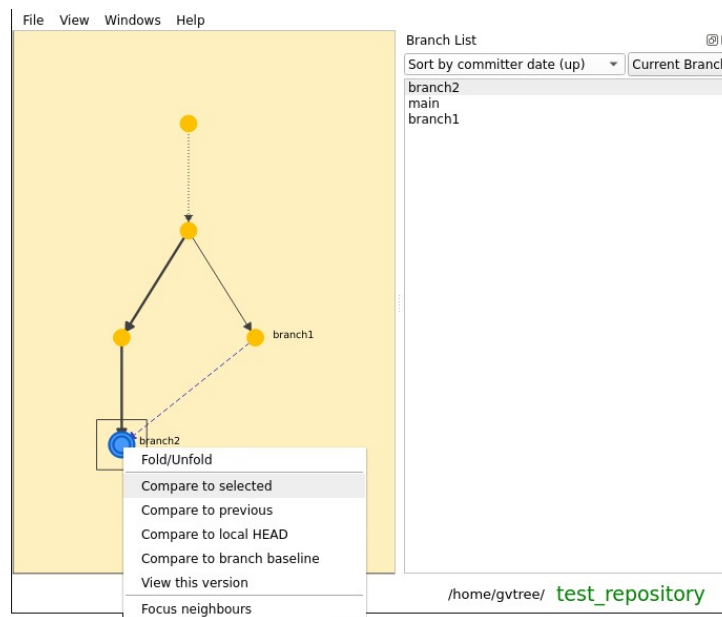 File View Windows Help
Branch List
Sort by committer date (up) Current Branch
branch2
main
branch1
branch1
branch2
Fold/Unfold
Compare to selected
Compare to previous
Compare to local HEAD
Compare to branch baseline
View this version
Focus neighbours
/home/gvtree/ test_repository